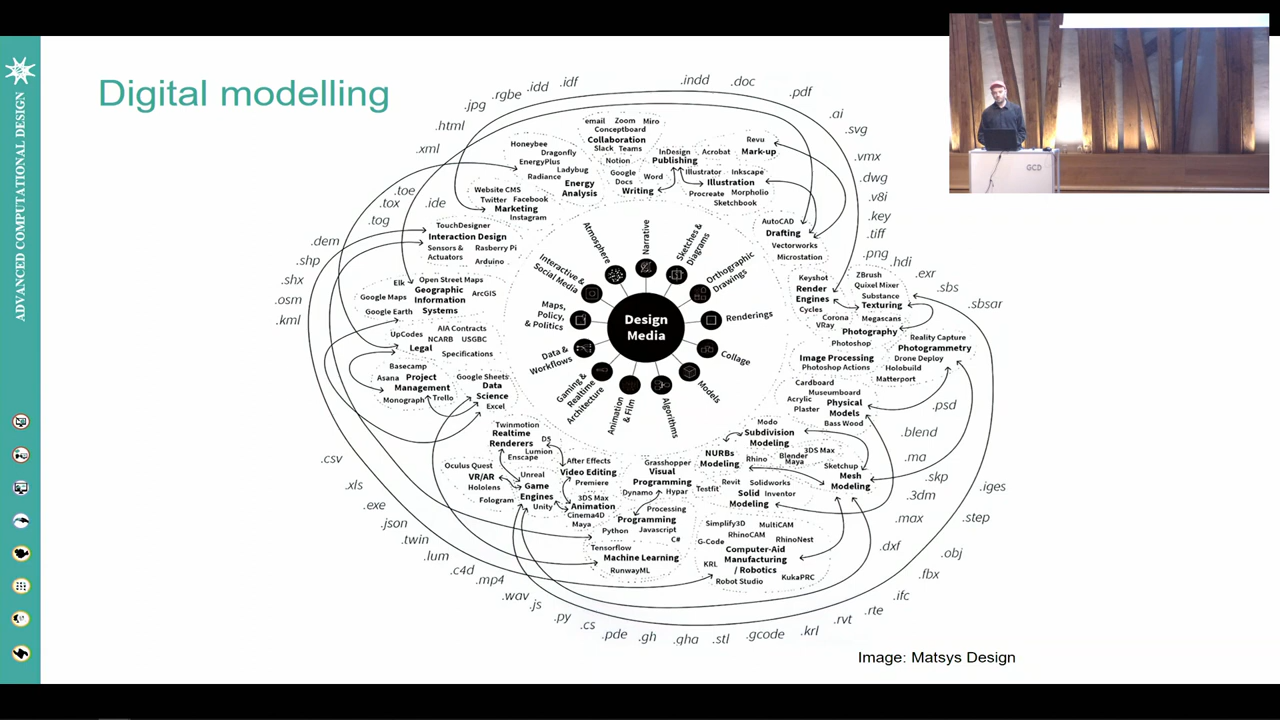 Digital modelling
ADVANCED COMPUTATIONAL DESIGN
GCD
.xml
.html
.jpg
.rgbe
.idd
.idf
.indd
.doc
.pdf
.ai
.svg
.vmx
.dwg
.v8i
.key
.tiff
.png
.hdi
.exr
.sbs
.sbsar
.toe
.tox
.tog
.ide
.dem
.shp
.shx
.osm
.kml
email Zoom Miro
Conceptboard
Collaboration
Slack Teams
Notion
Google
Docs
Word
Writing
InDesign
Publishing
Acrobat
Revu
Mark-up
Illustrator
Inkscape
Illustration
Procreate
Morpholio
Sketchbook
Honeybee
Dragonfly
EnergyPlus
Ladybug
Radiance
Energy
Analysis
Website CMS
Twitter Facebook
Marketing
Instagram
TouchDesigner
Interaction Design
Sensors &
Actuators
Rasberry Pi
Arduino
AutoCAD
Drafting
Vectorworks
Microstation
Elk
Open Street Maps
Google Maps
Geographic
Information
Systems
ArcGIS
Google Earth
Keyshot
Render
Engines
Cycles
Corona
VRay
ZBrush
Quixel Mixer
Substance
Texturing
Megascans
Photography
Photoshop
Reality Capture
Photogrammetry
Drone Deploy
Holobuild
Matterport
Image Processing
Photoshop Actions
UpCodes
AIA Contracts
NCARB USGBC
Legal
Specifications
Basecamp
Asana
Project
Management
Monograph
Trello
Google Sheets
Data
Science
Excel
Cardboard
Museumboard
Acrylic
Plaster
Physical
Models
Bass Wood
Design
Media
Atmosphere
Narrative
Sketches &
Diagrams
Orthographic
Drawings
Renderings
Collage
Models
Algorithms
Animation
& Film
Gaming &
Realtime
Architecture
Data &
Workflows
Maps,
Policy,
& Politics
Interactive &
Social Media
Twinmotion
Realtime
Renderers
D5
Lumion
Enscape
Oculus Quest
VR/AR
Hololens
Fologram
Unreal
Game
Engines
Unity
After Effects
Video Editing
Premiere
3DS Max
Animation
Cinema4D
Maya
Grasshopper
Visual
Programming
Dynamo
Hypar
Processing
Programming
Python
Javascript
C#
Tensorflow
Machine Learning
RunwayML
Modo
Subdivision
Modeling
NURBs
Modeling
Rhino
Blender
Maya
3DS Max
Sketchup
Mesh
Modeling
Testfit
Revit
Solidworks
Solid
Modeling
Inventor
Simplify3D
MultiCAM
RhinoCAM
G-Code
RhinoNest
Computer-Aid
Manufacturing
/ Robotics
KRL
Robot Studio
KukaPRC
.csv
.xls
.exe
.json
.twin
.lum
.c4d
.mp4
.wav
.js
.py
.cs
.pde
.gh
.gha
.stl
.gcode
.krl
.rvt
.rte
.ifc
.fbx
.obj
.step
.iges
.psd
.blend
.ma
.skp
.3dm
.max
.dxf
Image: Matsys Design